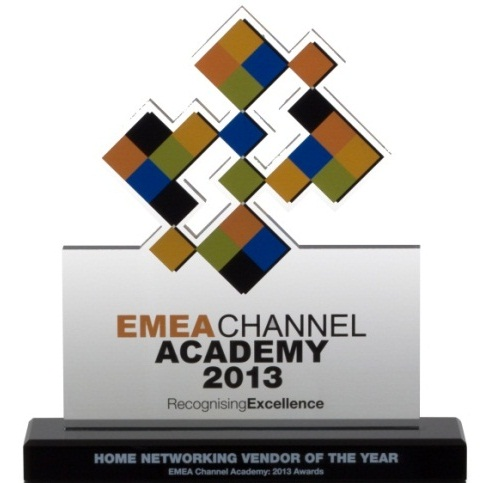 EMEACHANNEL
ACADEMY
2013
RecognisingExcellence
HOME NETWORKING VENDOR OF THE YEAR
EMEA Channel Academy: 2013 Awards